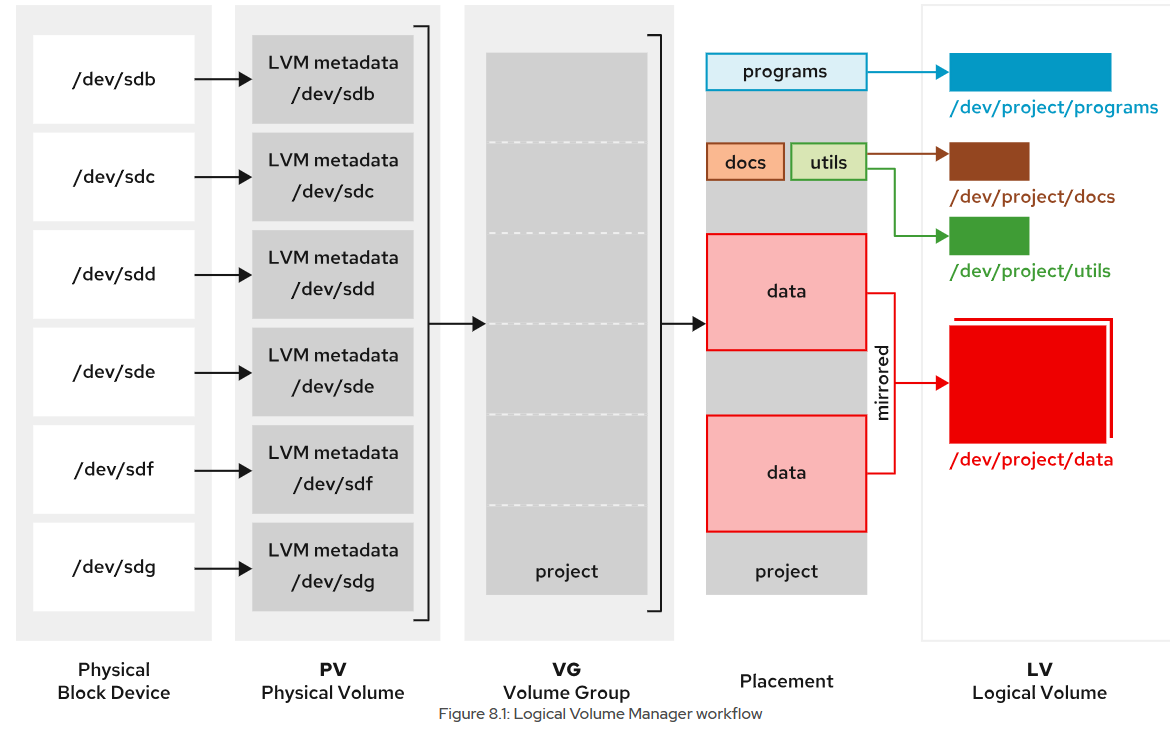 /dev/sdb
/dev/sdc
/dev/sdd
/dev/sde
/dev/sdf
/dev/sdg
Physical
Block Device
LVM metadata
/dev/sdb
LVM metadata
/dev/sdc
LVM metadata
/dev/sdd
LVM metadata
/dev/sde
LVM metadata
/dev/sdf
LVM metadata
/dev/sdg
PV
Physical Volume
project
VG
Volume Group
programs
docs
utils
data
mirrored
data
project
Placement
/dev/project/programs
/dev/project/docs
/dev/project/utils
/dev/project/data
LV
Logical Volume
Figure 8.1: Logical Volume Manager workflow